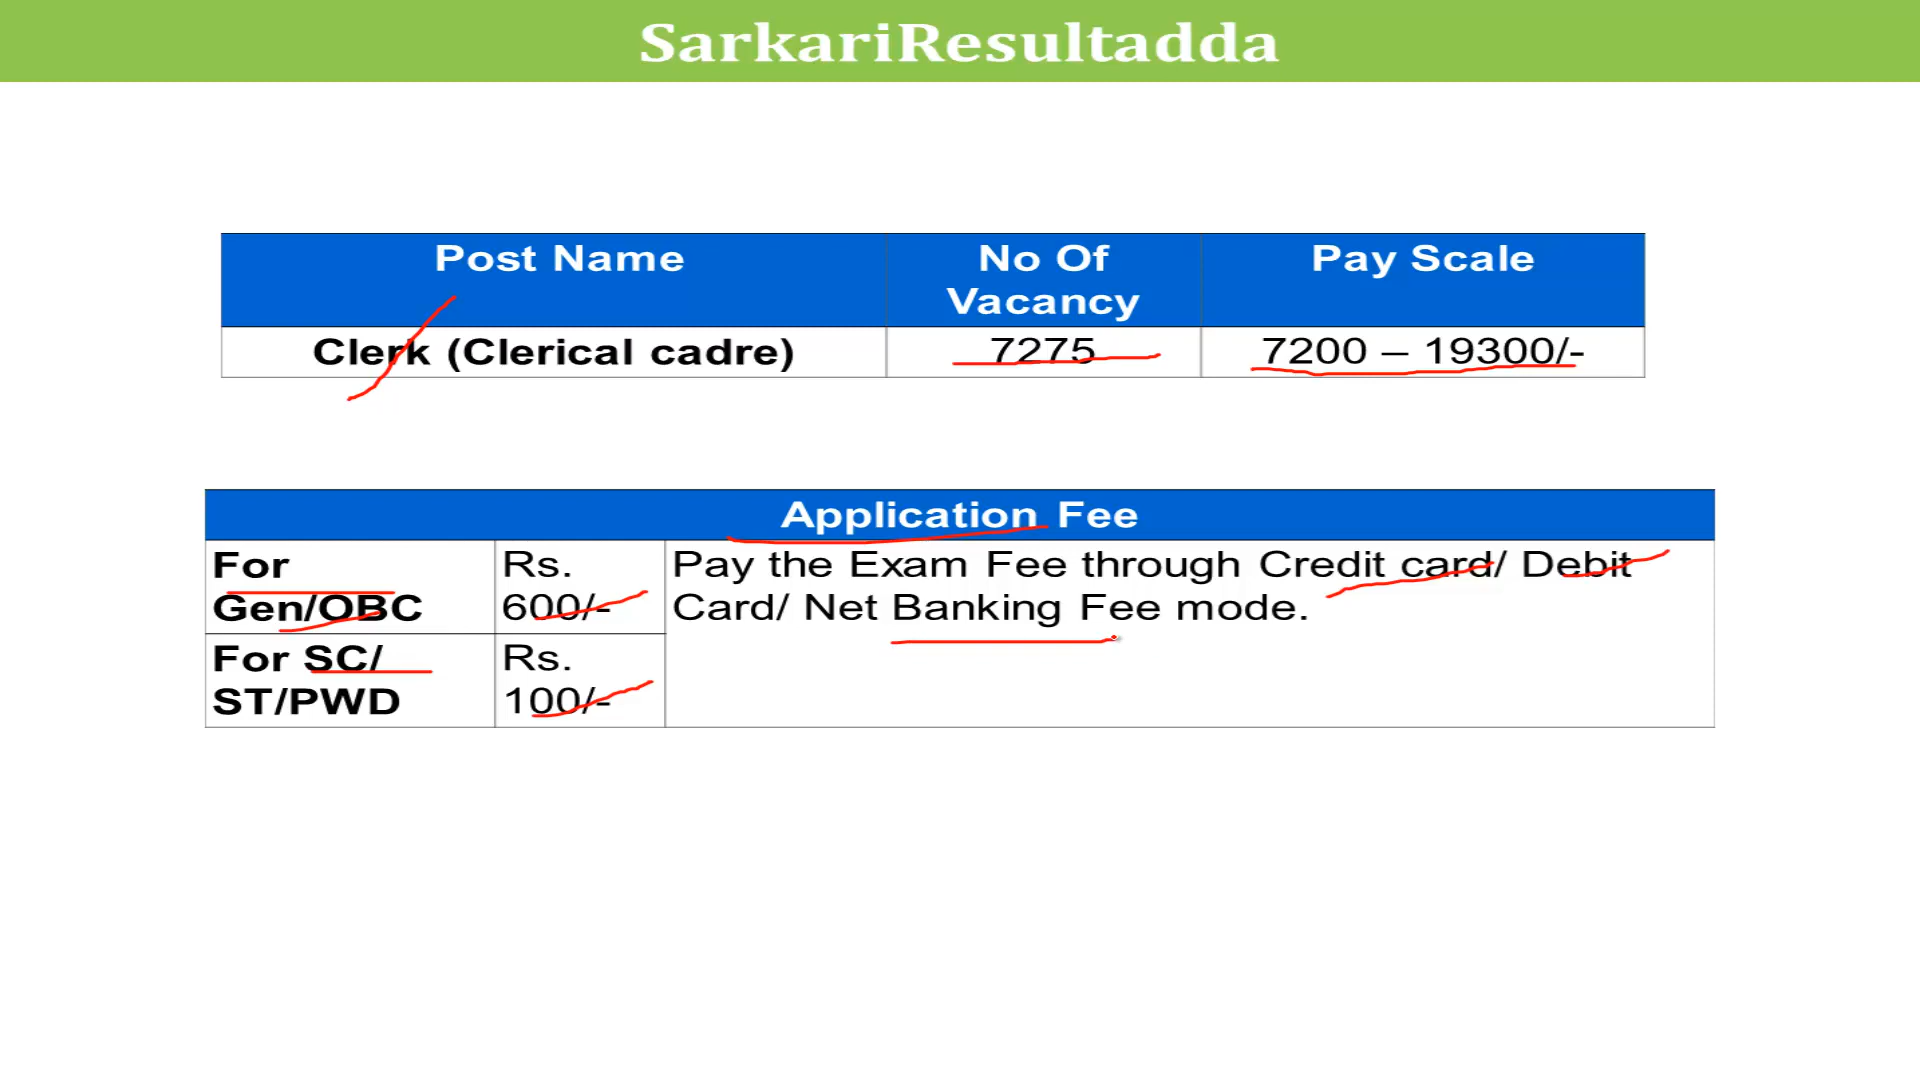 SarkariResultadda
Post Name
No Of
Vacancy
Pay Scale
Clerk (Clerical cadre)
7275
7200 – 19300/-
Application Fee
For
Gen/OBC
Rs.
600/-
Pay the Exam Fee through Credit card/ Debit
Card/ Net Banking Fee mode.
For SC/
ST/PWD
Rs.
100/-